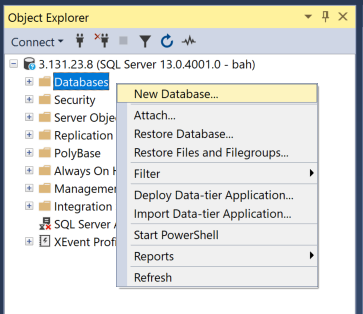 Object Explorer
Connect
3.131.23.8 (SQL Server 13.0.4001.0 - bah)
Databases
New Database...
Security
Attach...
Server Obje
Restore Database...
Replication
Restore Files and Filegroups...
PolyBase
Filter
Always On H
Deploy Data-tier Application...
Managemer
Import Data-tier Application...
Integration
Start PowerShell
SQL Server A
XEvent Profi
Reports
Refresh